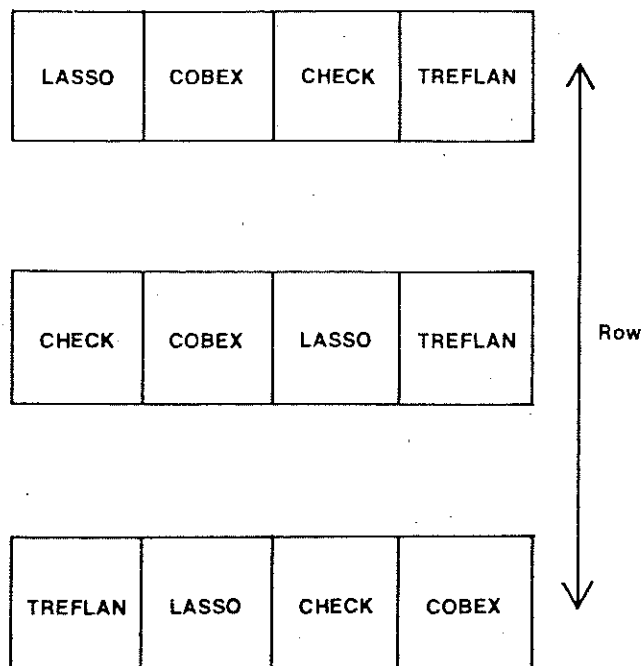 LASSO COBEX CHECK TREFLAN
CHECK COBEX LASSO TREFLAN
Row
TREFLAN LASSO CHECK COBEX